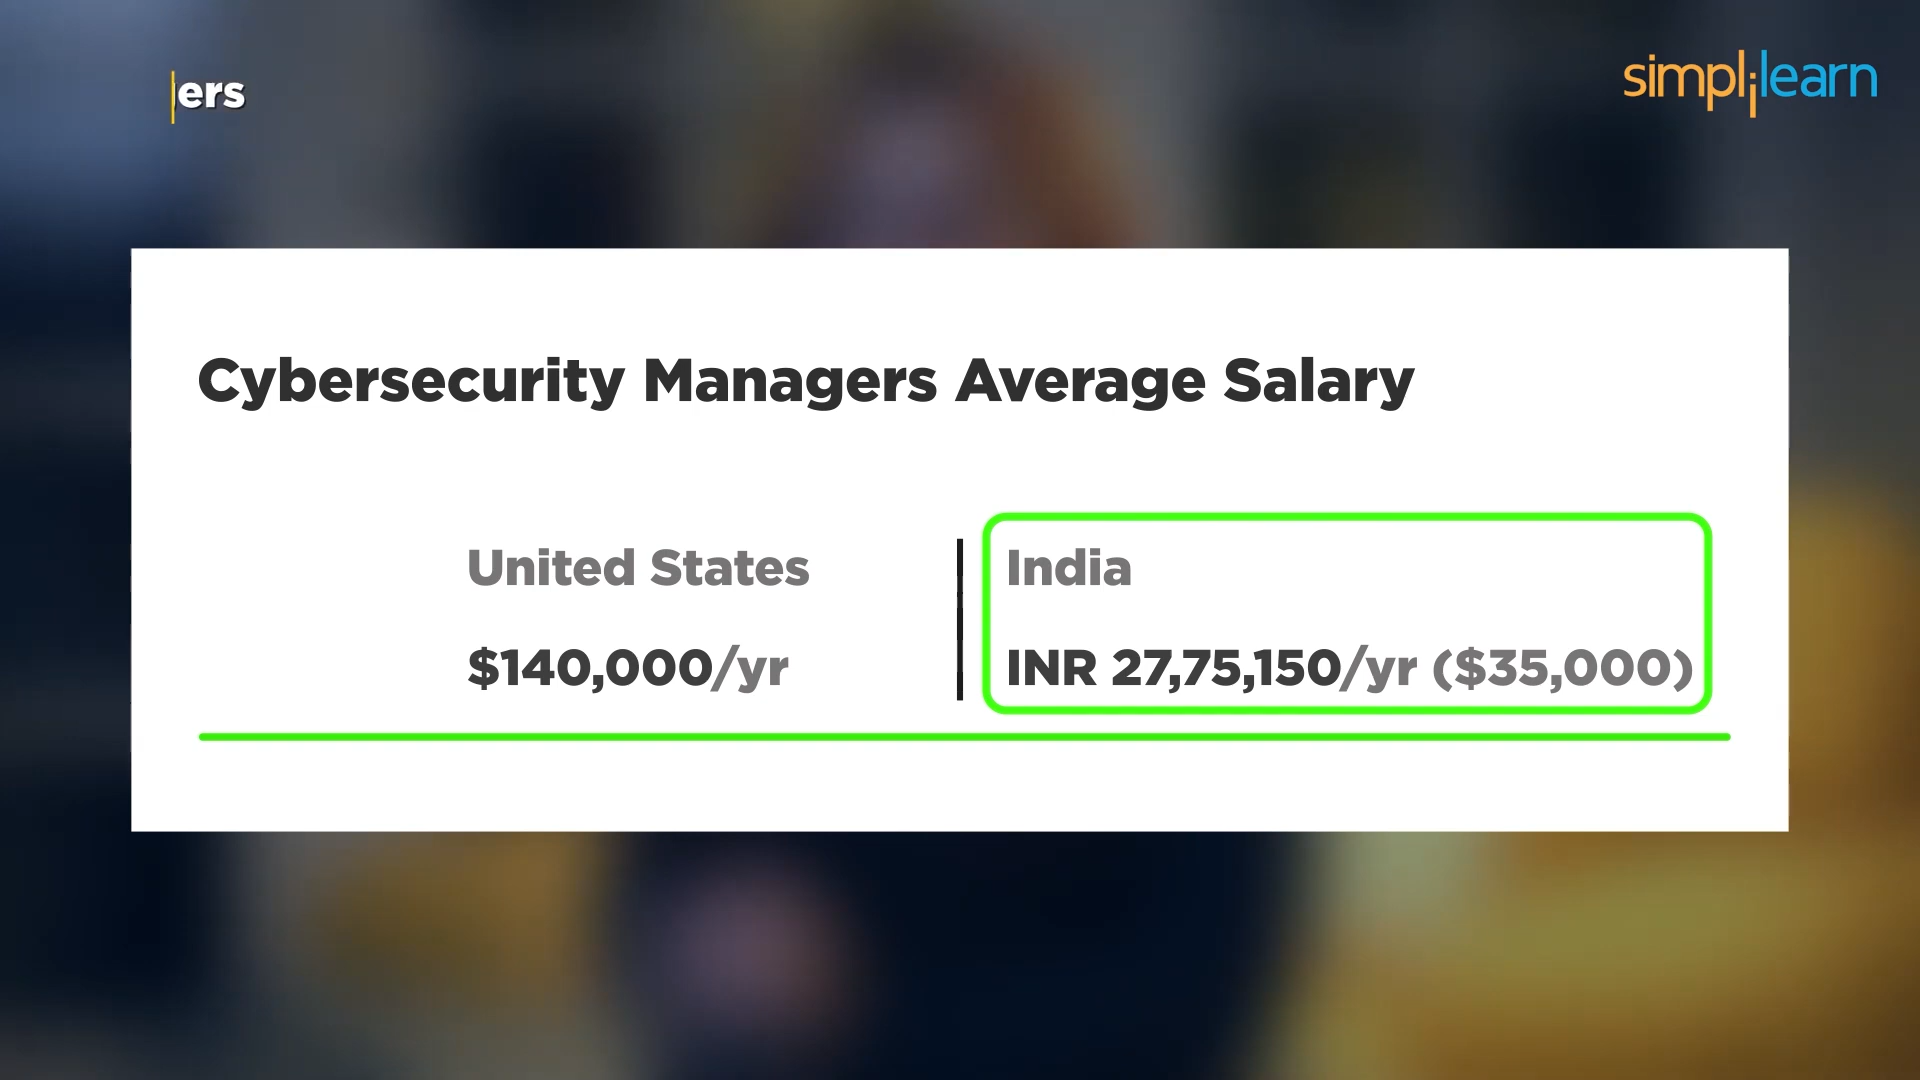 ers
simplilearn
Cybersecurity Managers Average Salary
United States
India
$140,000/yr
INR 27,75,150/yr ($35,000)